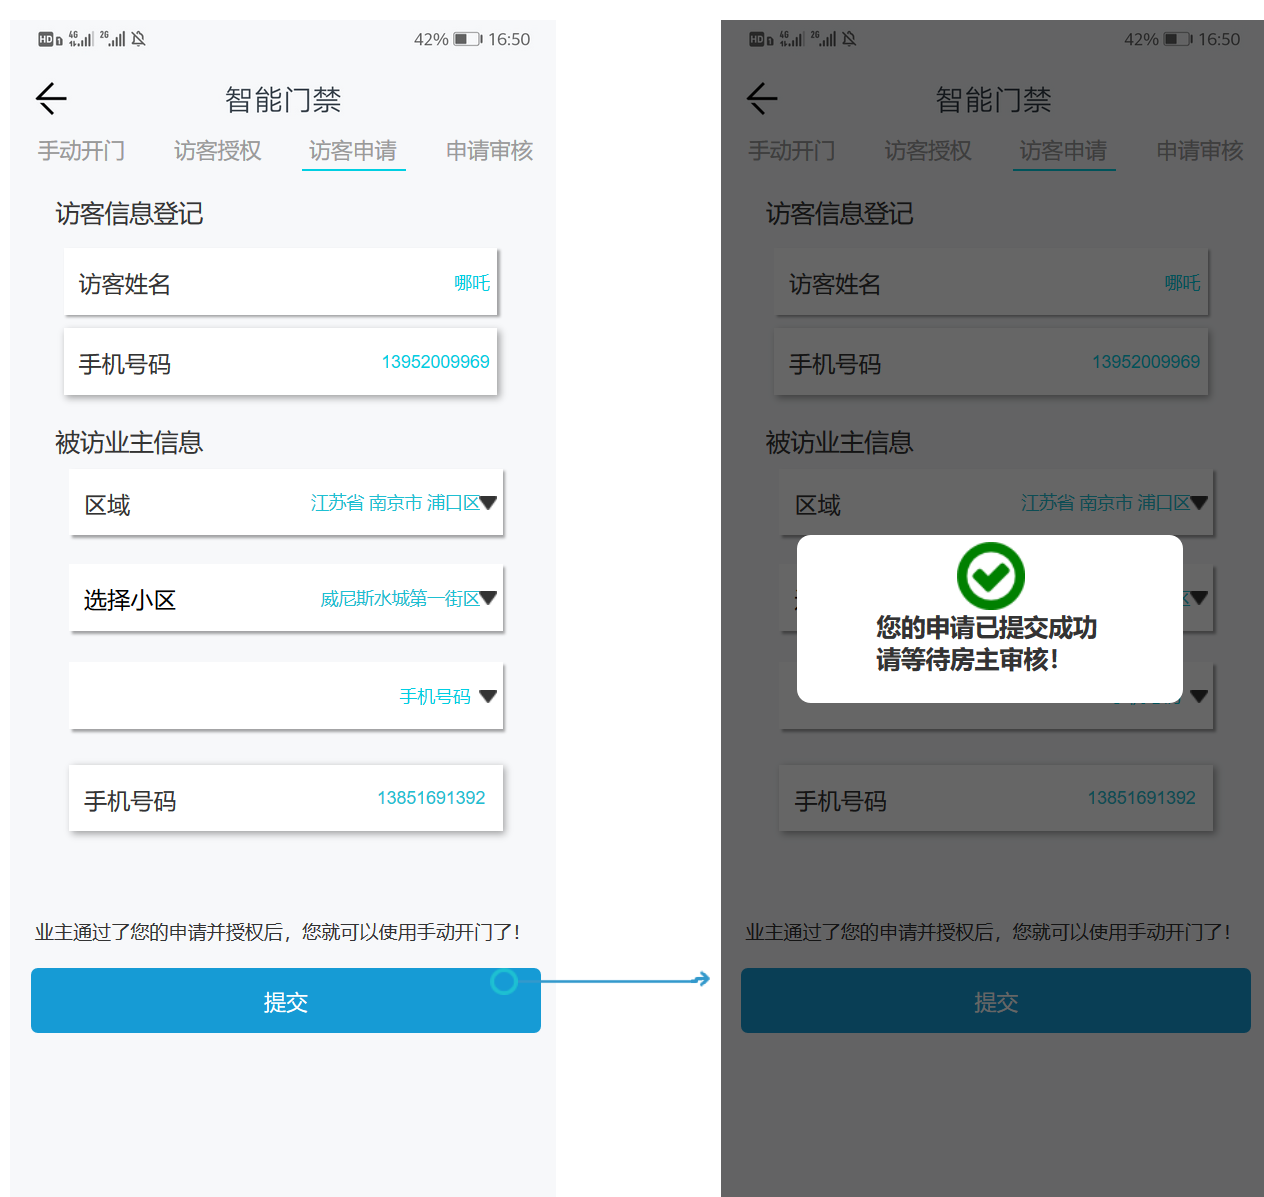 HD 4G 2G 42% 16:50
智能门禁
手动开门 访客授权 访客申请 申请审核
访客信息登记
访客姓名 哪吒
手机号码 13952009969
被访业主信息
区域 江苏省 南京市 浦口区
选择小区 威尼斯水城第一街区
手机号码
手机号码 13851691392
业主通过了您的申请并授权后，您就可以使用手动开门了！
提交
HD 4G 2G 42% 16:50
智能门禁
手动开门 访客授权 访客申请 申请审核
访客信息登记
访客姓名 哪吒
手机号码 13952009969
被访业主信息
区域 江苏省 南京市 浦口区
您的申请已提交成功
请等待房主审核！
手机号码 13851691392
业主通过了您的申请并授权后，您就可以使用手动开门了！
提交